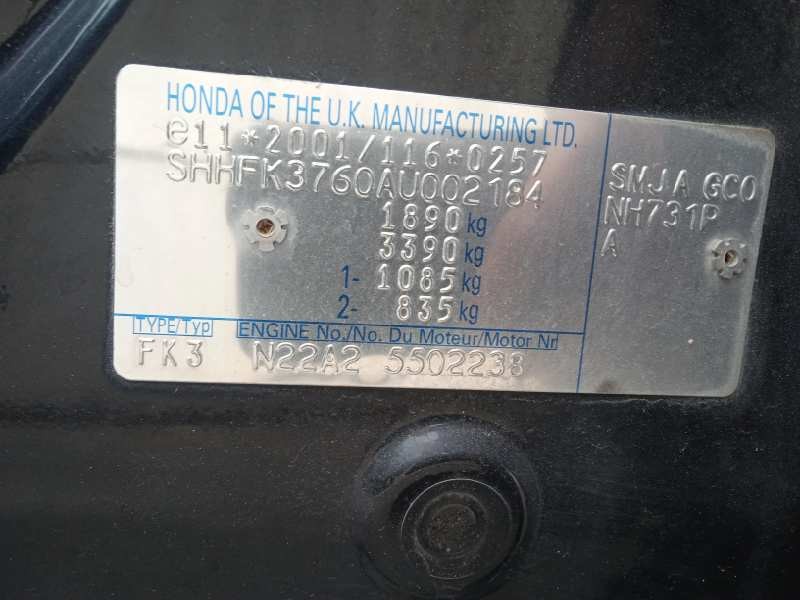 HONDA OF THE U.K. MANUFACTURING LTD.
e11*2001/116*0257
SHHFK3760AU002184
1890 kg
3390 kg
1- 1085 kg
2- 835 kg
TYPE/Typ ENGINE No./No. Du Moteur/Motor Nr
FK3 N22A2 5502238
SMJA GCO
NH731P
A